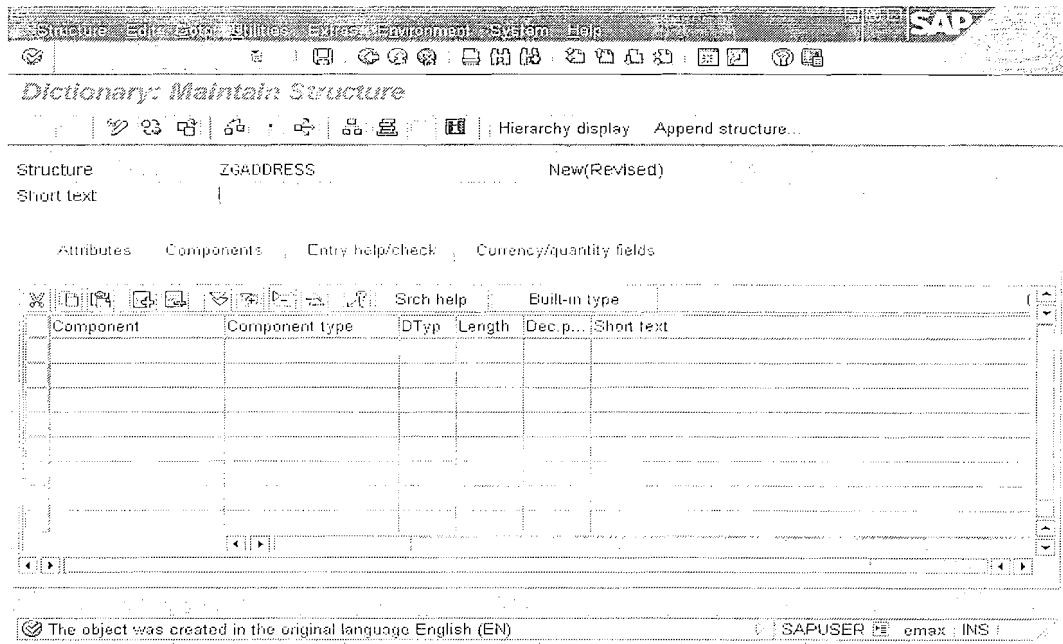 Structure Edit Goto Utilities Extras Environment System Help SAP
Dictionary: Maintain Structure
Hierarchy display Append structure...
Structure ZGADDRESS New(Revised)
Short text
Attributes Components Entry help/check Currency/quantity fields
Srch help Built-in type
Component Component type DTyp Length Dec.p... Short text
The object was created in the original language English (EN) SAPUSER emax INS